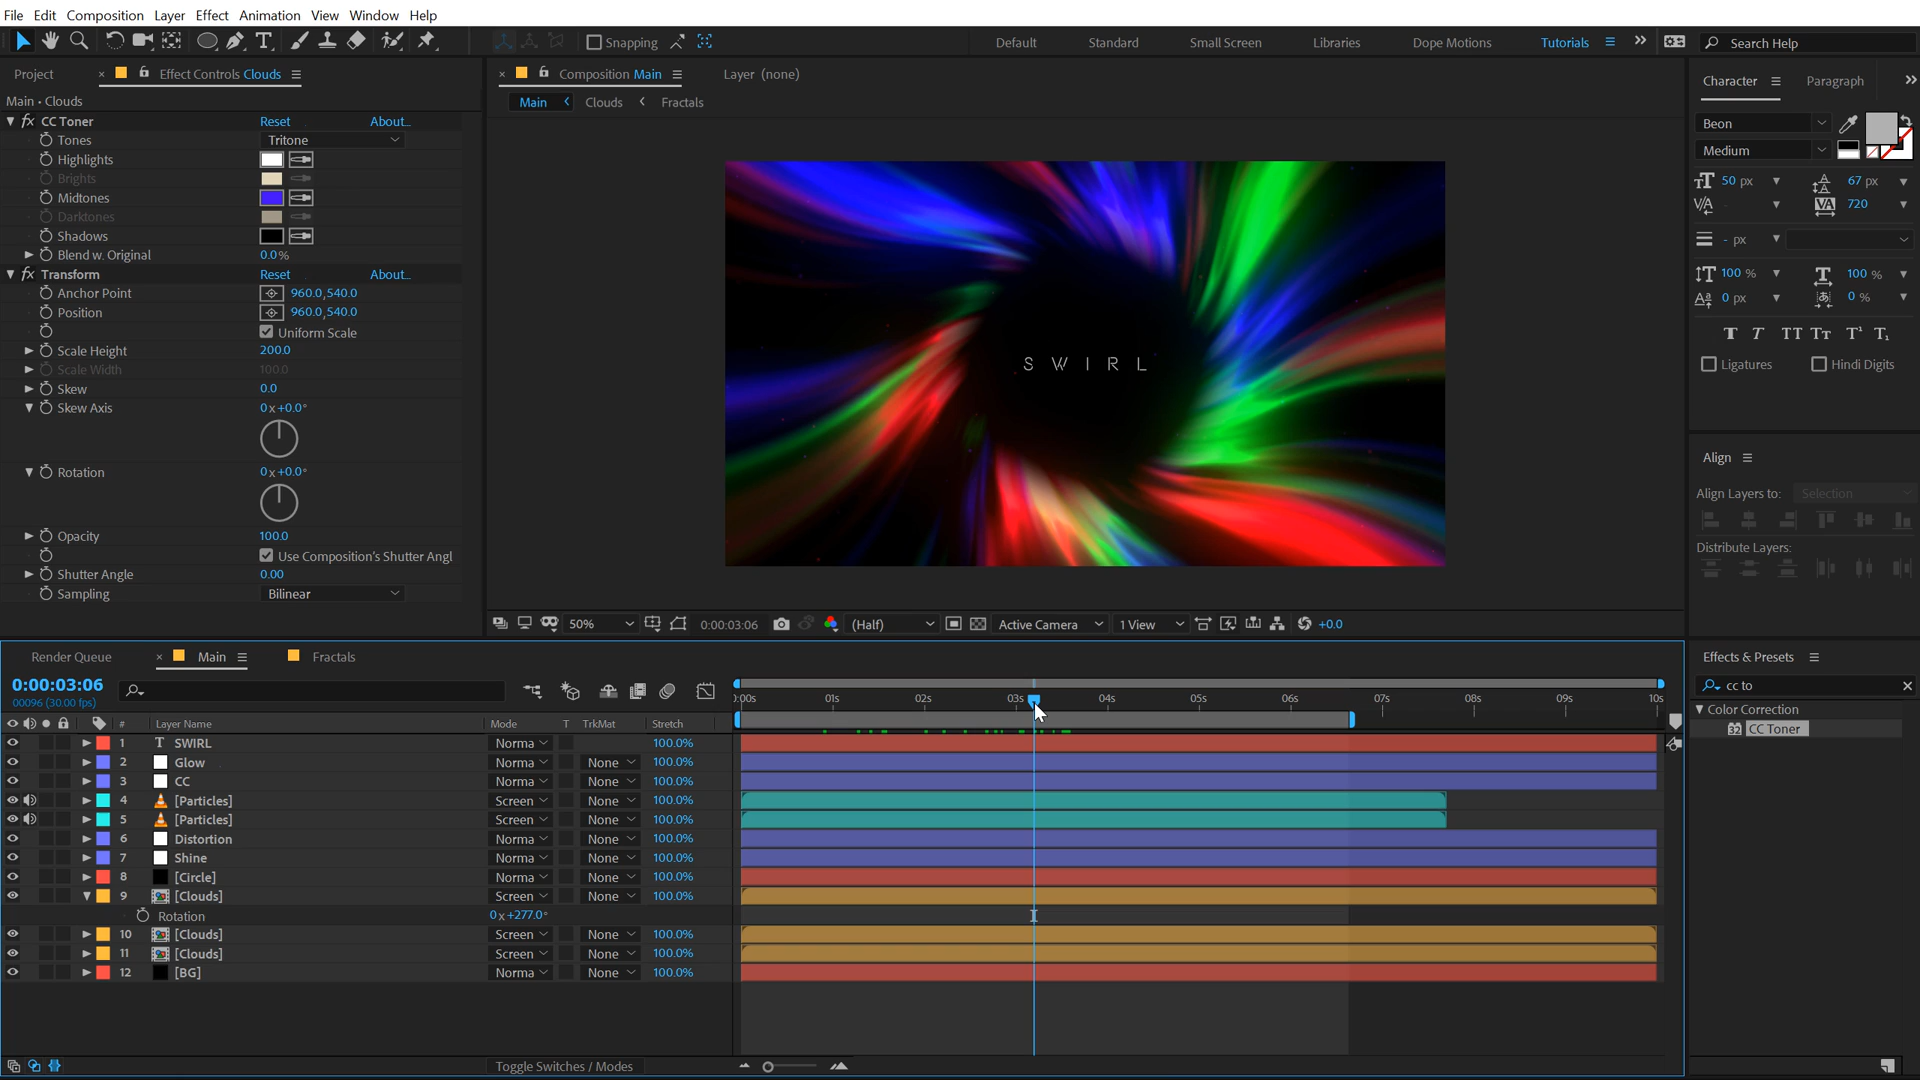 File Edit Composition Layer Effect Animation View Window Help
Snapping
Default Standard Small Screen Libraries Dope Motions Tutorials
Search Help
Project
Effect Controls Clouds
Main • Clouds
fx CC Toner Reset About...
Tones Tritone
Highlights
Brights
Midtones
Darktones
Shadows
Blend w. Original 0.0%
fx Transform Reset About...
Anchor Point 960.0,540.0
Position 960.0,540.0
Uniform Scale
Scale Height 200.0
Scale Width 100.0
Skew 0.0
Skew Axis 0x+0.0°
Rotation 0x+0.0°
Opacity 100.0
Use Composition's Shutter Angl
Shutter Angle 0.00
Sampling Bilinear
Composition Main
Layer (none)
Main Clouds Fractals
SWIRL
50% 0:00:03:06 (Half) Active Camera 1 View +0.0
Character Paragraph
Beon
Medium
50 px 67 px
720
- px
100 % 100 %
0 px 0 %
T T TT Tr T' T,
Ligatures Hindi Digits
Align
Align Layers to: Selection
Distribute Layers:
Effects & Presets
cc to
Color Correction
32 CC Toner
Render Queue Main Fractals
0:00:03:06
00096 (30.00 fps)
0:00s 01s 02s 03s 04s 05s 06s 07s 08s 09s 10s
# Layer Name Mode T TrkMat Stretch
1 T SWIRL Norma 100.0%
2 Glow Norma None 100.0%
3 CC Norma None 100.0%
4 [Particles] Screen None 100.0%
5 [Particles] Screen None 100.0%
6 Distortion Norma None 100.0%
7 Shine Norma None 100.0%
8 [Circle] Norma None 100.0%
9 [Clouds] Screen None 100.0%
Rotation 0x+277.0°
10 [Clouds] Screen None 100.0%
11 [Clouds] Screen None 100.0%
12 [BG] Norma None 100.0%
Toggle Switches / Modes